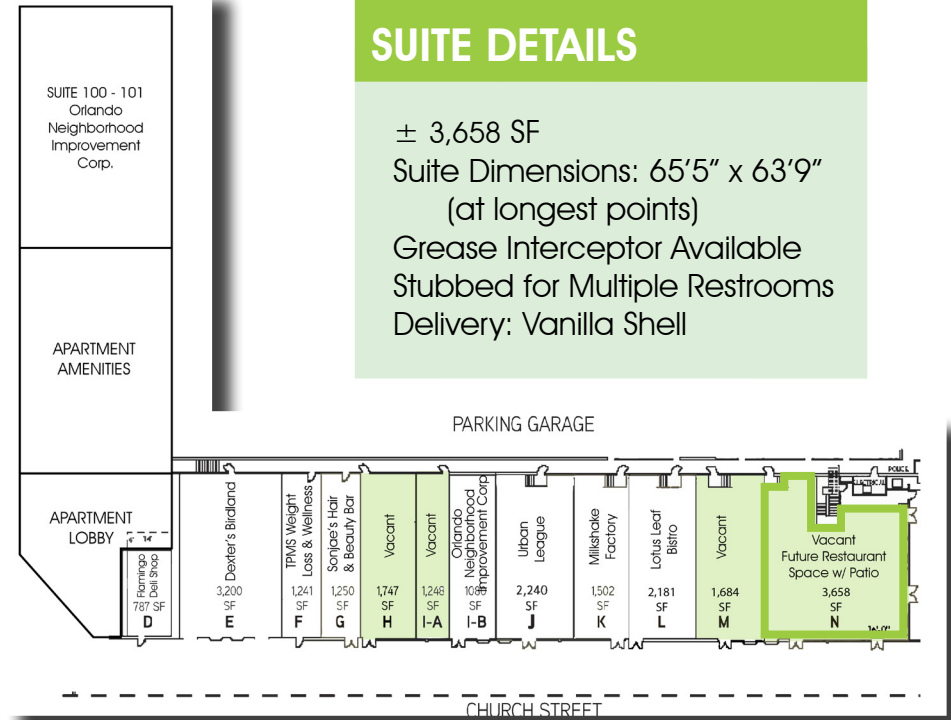 SUITE DETAILS
± 3,658 SF
Suite Dimensions: 65’5” x 63’9”
(at longest points)
Grease Interceptor Available
Stubbed for Multiple Restrooms
Delivery: Vanilla Shell
SUITE 100 - 101
Orlando
Neighborhood
Improvement
Corp.
APARTMENT
AMENITIES
PARKING GARAGE
APARTMENT
LOBBY
14'
Flamingo
Deli Shop
787 SF
D
Dexter's Birdland
3,200
SF
E
TPMS Weight
Loss & Wellness
1,241
SF
F
Sonjae's Hair
& Beauty Bar
1,250
SF
G
Vacant
1,747
SF
H
Vacant
1,248
SF
I-A
Orlando
Neighborhood
Improvement Corp
SF
I-B
Urban
League
2,240
SF
J
Milkshake
Factory
1,502
SF
K
Lotus Leaf
Bistro
2,181
SF
L
Vacant
1,684
SF
M
ELECTRICAL
Vacant
Future Restaurant
Space w/ Patio
3,658
SF
N
CHURCH STREET